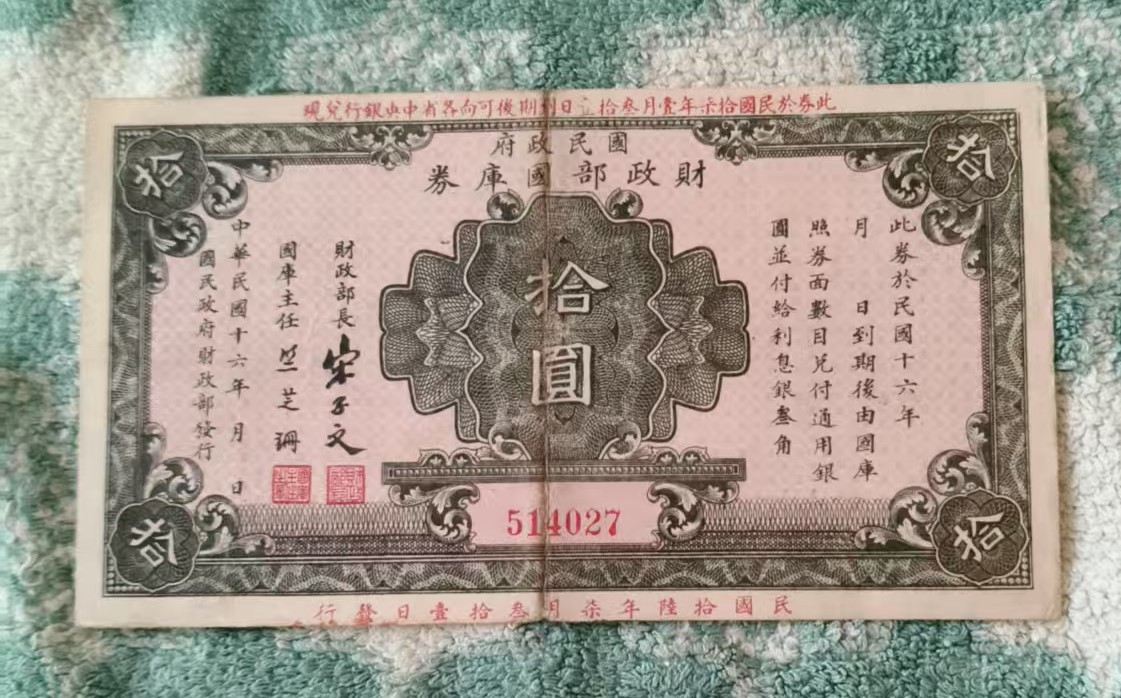 此券於民國拾柒年壹月叁拾日到期後可向各省中央銀行兌現
國民政府
財政部國庫券
拾
拾
此券於民國十六年
月 日到期後由國庫
照券面數目兌付通用銀
圓並付給利息銀叁角
拾圓
財政部長 宋子文
國庫主任 芝珊
中華民國十六年 月 日
國民政府財政部發行
514027
拾
拾
民國拾陸年柒月叁拾壹日發行